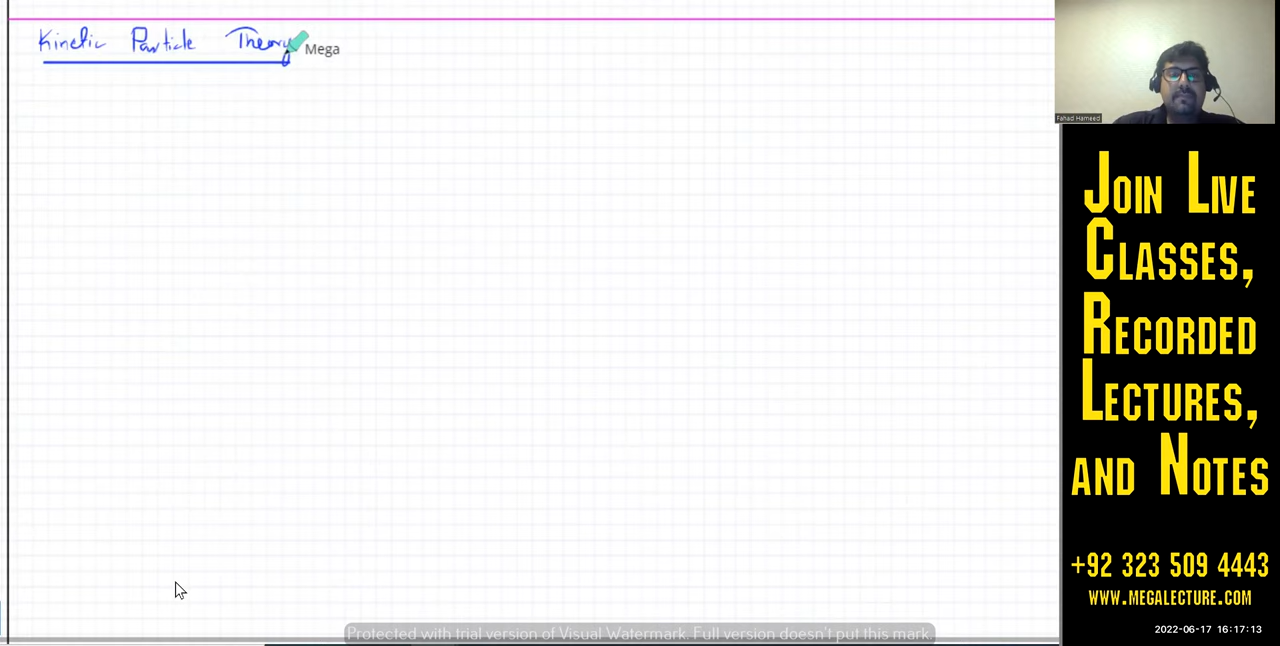 Kinetic Particle Theory
Mega
Fahad Hameed
JOIN LIVE
CLASSES,
RECORDED
LECTURES,
AND NOTES
+92 323 509 4443
WWW.MEGALECTURE.COM
2022-06-17 16:17:13
Protected with trial version of Visual Watermark. Full version doesn't put this mark.